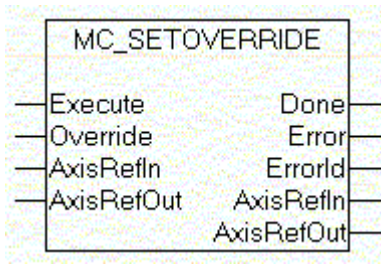 MC_SETOVERRIDE
Execute Done
Override Error
AxisRefIn ErrorId
AxisRefOut AxisRefIn
AxisRefOut